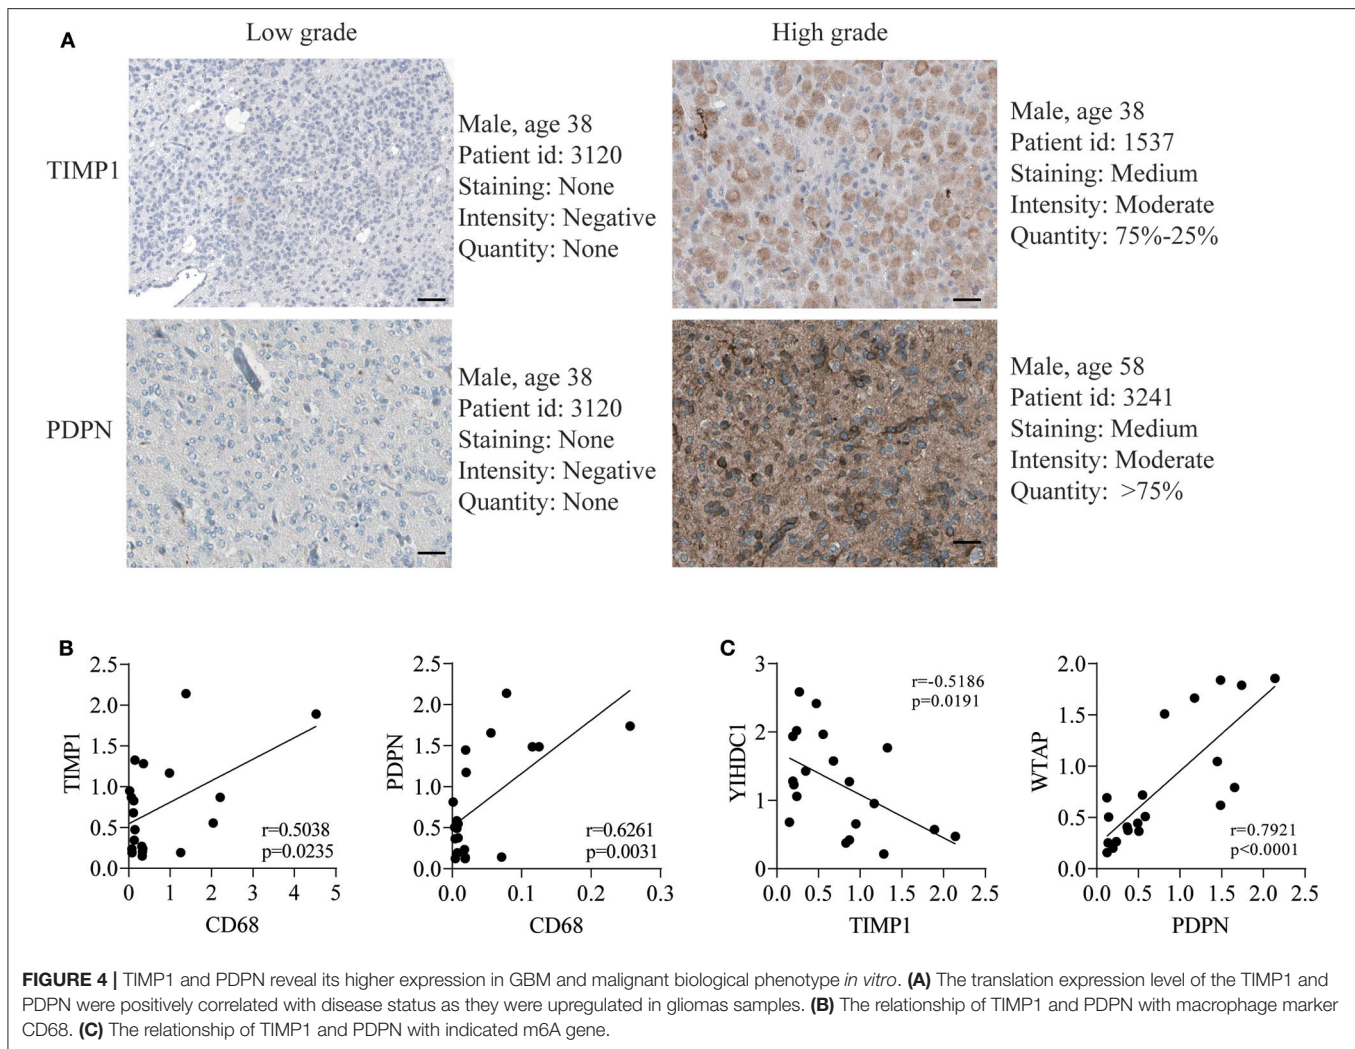 A
Low grade
High grade
TIMP1
Male, age 38
Patient id: 3120
Staining: None
Intensity: Negative
Quantity: None
Male, age 38
Patient id: 1537
Staining: Medium
Intensity: Moderate
Quantity: 75%-25%
PDPN
Male, age 38
Patient id: 3120
Staining: None
Intensity: Negative
Quantity: None
Male, age 58
Patient id: 3241
Staining: Medium
Intensity: Moderate
Quantity: >75%
B
TIMP1
2.5
2.0
1.5
1.0
0.5
0.0
r=0.5038
p=0.0235
0 1 2 3 4 5
CD68
PDPN
2.5
2.0
1.5
1.0
0.5
0.0
r=0.6261
p=0.0031
0.0 0.1 0.2 0.3
CD68
C
YIHDC1
3
2
1
0
r=-0.5186
p=0.0191
0.0 0.5 1.0 1.5 2.0 2.5
TIMP1
WTAP
2.0
1.5
1.0
0.5
0.0
r=0.7921
p<0.0001
0.0 0.5 1.0 1.5 2.0 2.5
PDPN
FIGURE 4 | TIMP1 and PDPN reveal its higher expression in GBM and malignant biological phenotype in vitro. (A) The translation expression level of the TIMP1 and
PDPN were positively correlated with disease status as they were upregulated in gliomas samples. (B) The relationship of TIMP1 and PDPN with macrophage marker
CD68. (C) The relationship of TIMP1 and PDPN with indicated m6A gene.